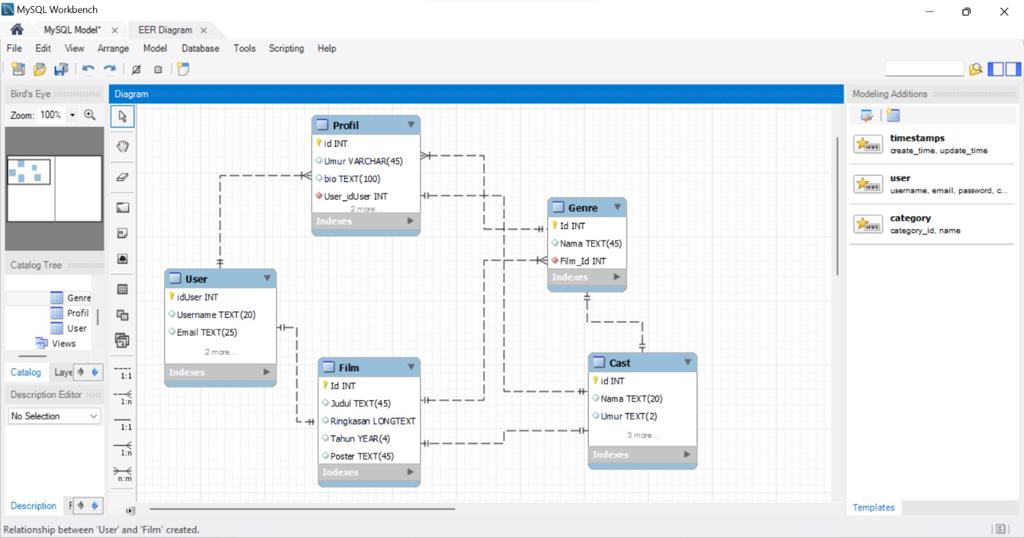 MySQL Workbench
MySQL Model*
EER Diagram
File Edit View Arrange Model Database Tools Scripting Help
Bird's Eye
Zoom: 100%
Diagram
Modeling Additions
timestamps
create_time, update_time
user
username, email, password, c...
category
category_id, name
Templates
Catalog Tree
Genre
Profil
User
Views
Catalog
Laye
Description Editor
No Selection
Description
1:1
1:n
1:1
1:n
n:m
Profil
id INT
Umur VARCHAR(45)
bio TEXT(100)
User_idUser INT
2 more...
Indexes
Genre
Id INT
Nama TEXT(45)
Film_Id INT
Indexes
User
idUser INT
Username TEXT(20)
Email TEXT(25)
2 more...
Indexes
Film
Id INT
Judul TEXT(45)
Ringkasan LONGTEXT
Tahun YEAR(4)
Poster TEXT(45)
Indexes
Cast
id INT
Nama TEXT(20)
Umur TEXT(2)
3 more...
Indexes
Relationship between 'User' and 'Film' created.